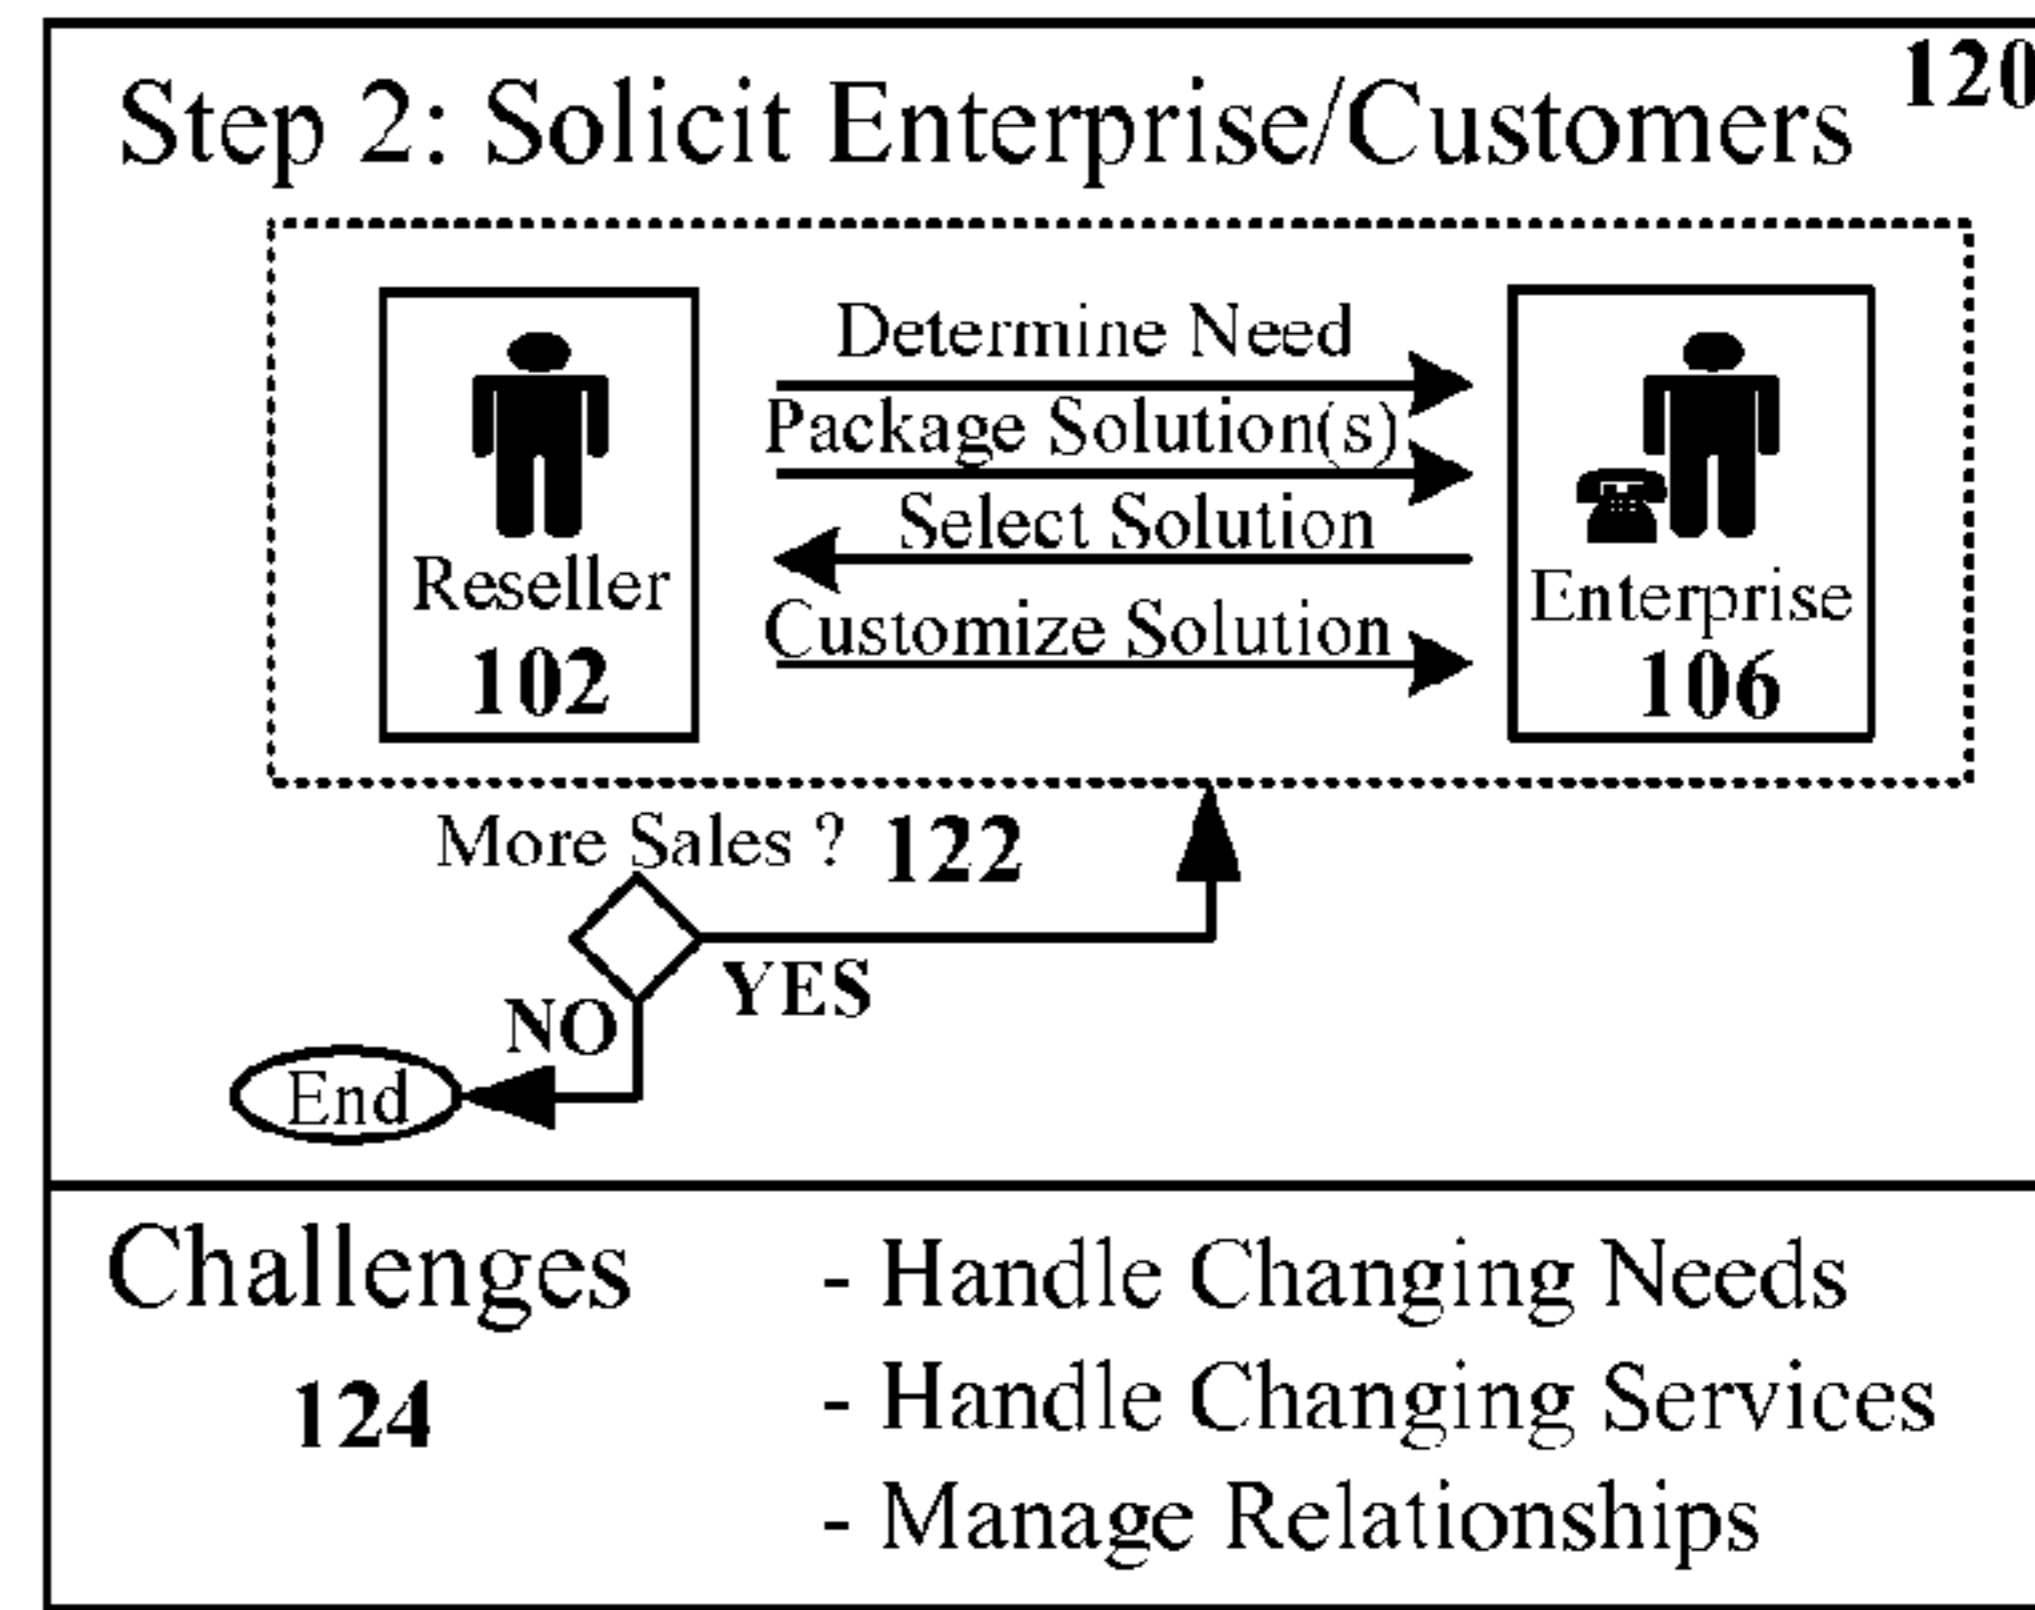 120
Step 2: Solicit Enterprise/Customers
Determine Need
Package Solution(s)
Select Solution
Customize Solution
Reseller
102
Enterprise
106
More Sales ? 122
YES
NO
End
Challenges
124
- Handle Changing Needs
- Handle Changing Services
- Manage Relationships